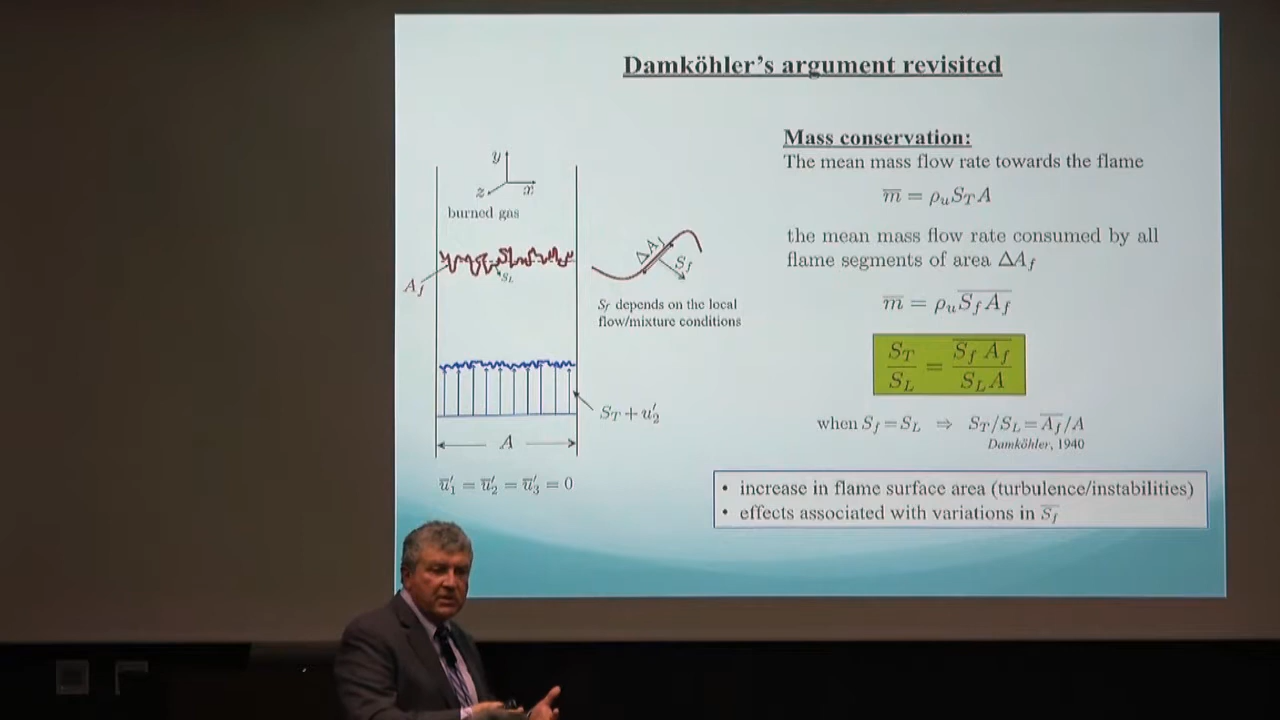 Damköhler's argument revisited
y
z x
burned gas
A_f
S_L
ΔA_f
S_f
S_f depends on the local
flow/mixture conditions
S_T + u′_2
A
u̅′_1 = u̅′_2 = u̅′_3 = 0
Mass conservation:
The mean mass flow rate towards the flame
m̅ = ρ_u S_T A
the mean mass flow rate consumed by all
flame segments of area ΔA_f
m̅ = ρ_u \overline{S_f A_f}
S_T / S_L = \overline{S_f A_f} / S_L A
when S_f = S_L ⇒ S_T/S_L = \overline{A_f}/A
Damköhler, 1940
• increase in flame surface area (turbulence/instabilities)
• effects associated with variations in \overline{S_f}